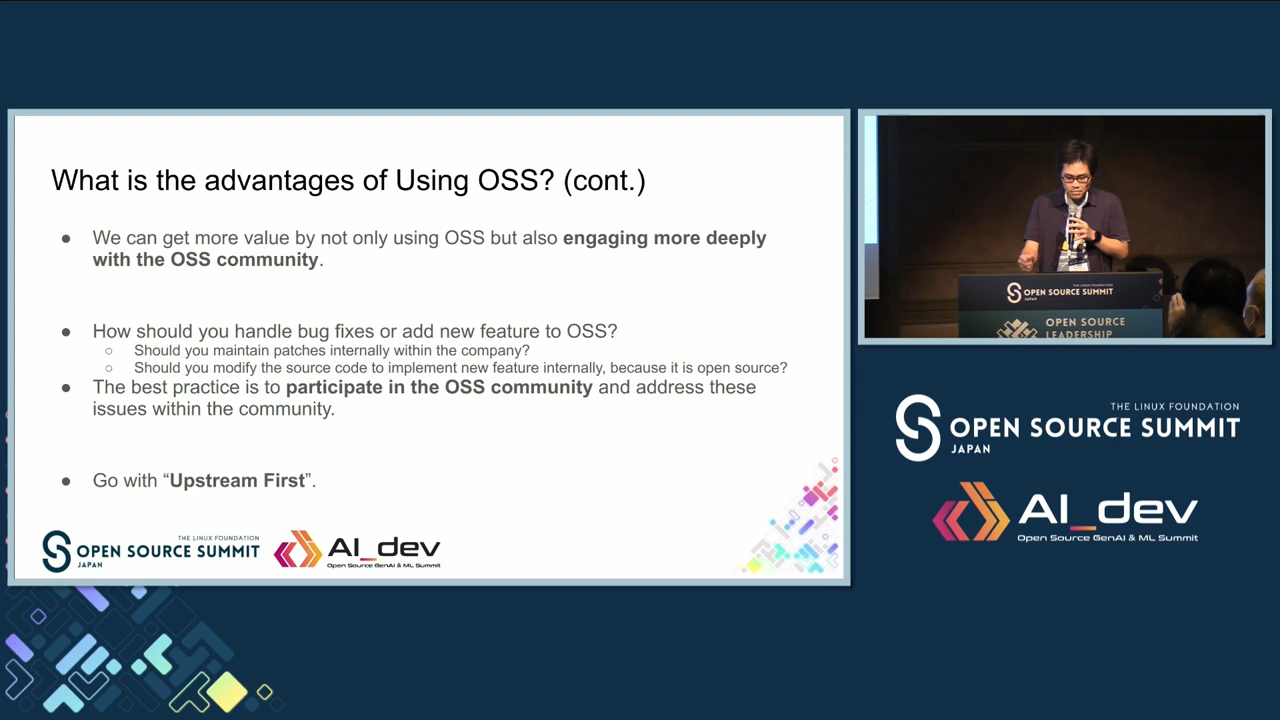 What is the advantages of Using OSS? (cont.)
● We can get more value by not only using OSS but also engaging more deeply
with the OSS community.
● How should you handle bug fixes or add new feature to OSS?
○ Should you maintain patches internally within the company?
○ Should you modify the source code to implement new feature internally, because it is open source?
● The best practice is to participate in the OSS community and address these
issues within the community.
● Go with “Upstream First”.
THE LINUX FOUNDATION
OPEN SOURCE SUMMIT
JAPAN
AI_dev
Open Source GenAI & ML Summit
THE LINUX FOUNDATION
OPEN SOURCE SUMMIT
JAPAN
OPEN SOURCE
LEADERSHIP
THE LINUX FOUNDATION
OPEN SOURCE SUMMIT
JAPAN
AI_dev
Open Source GenAI & ML Summit